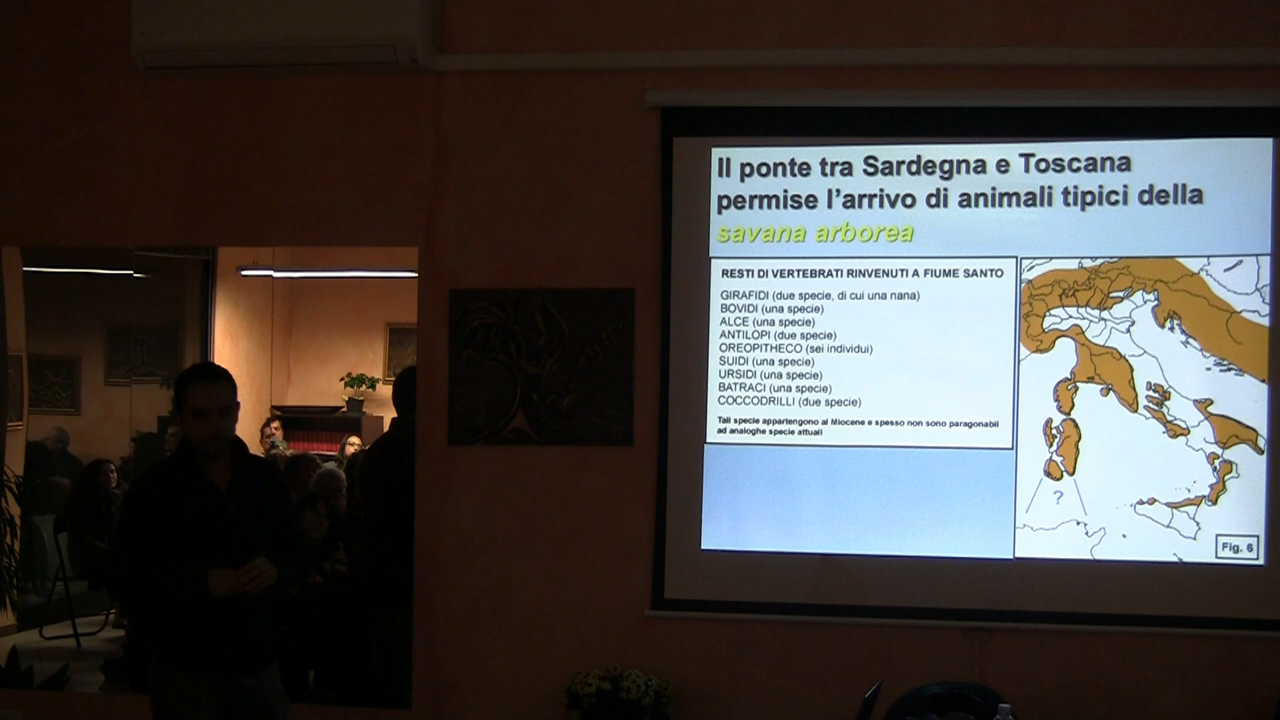 Il ponte tra Sardegna e Toscana
permise l'arrivo di animali tipici della
savana arborea
RESTI DI VERTEBRATI RINVENUTI A FIUME SANTO
GIRAFIDI (due specie, di cui una nana)
BOVIDI (una specie)
ALCE (una specie)
ANTILOPI (due specie)
OREOPITHECO (sei individui)
SUIDI (una specie)
URSIDI (una specie)
BATRACI (una specie)
COCCODRILLI (due specie)
Tali specie appartengono al Miocene e spesso non sono paragonabili
ad analoghe specie attuali
?
Fig. 6